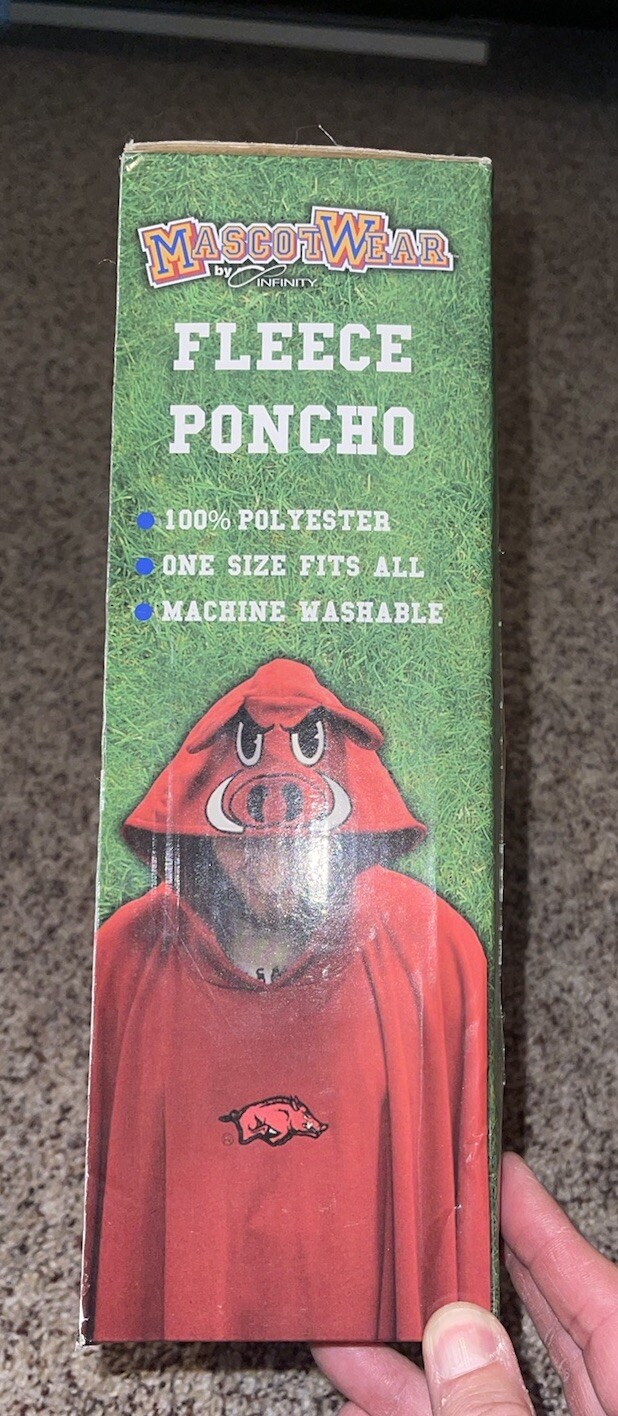 MASCOTWEAR
by INFINITY
FLEECE
PONCHO
100% POLYESTER
ONE SIZE FITS ALL
MACHINE WASHABLE
®